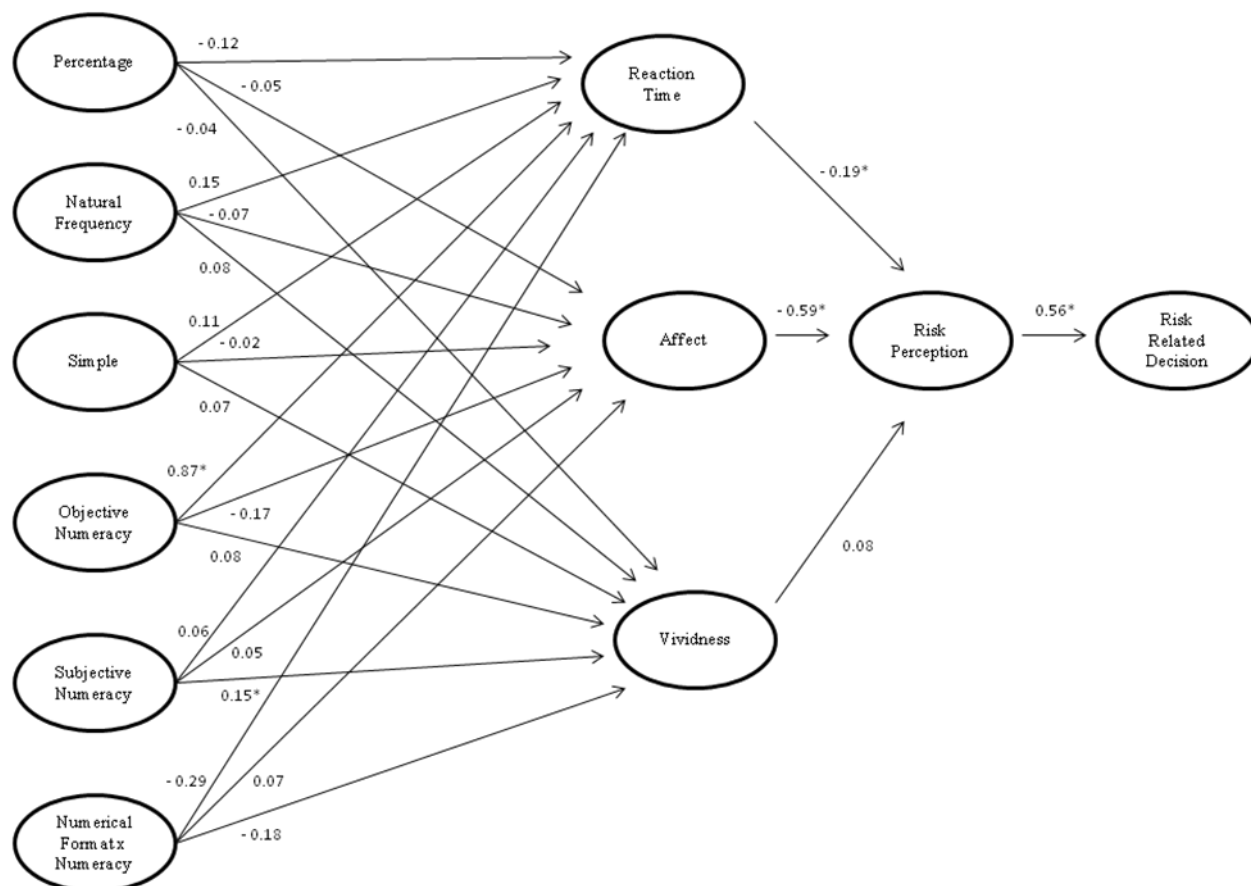 Percentage
- 0.12
- 0.05
- 0.04
Reaction
Time
Natural
Frequency
0.15
- 0.07
0.08
- 0.19*
Simple
0.11
- 0.02
0.07
Affect
- 0.59*
Risk
Perception
0.56*
Risk
Related
Decision
Objective
Numeracy
0.87*
- 0.17
0.08
0.08
Subjective
Numeracy
0.06
0.05
0.15*
Vividness
Numerical
Format x
Numeracy
- 0.29
0.07
- 0.18